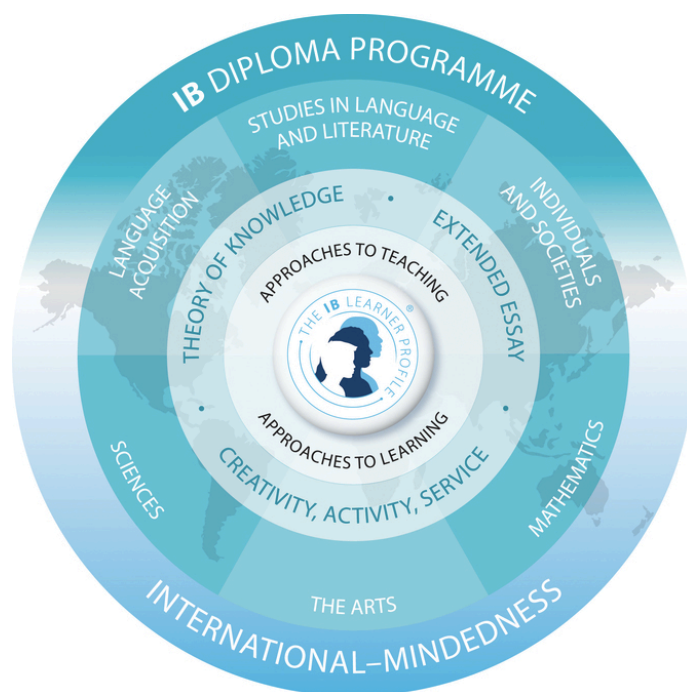 IB DIPLOMA PROGRAMME
STUDIES IN LANGUAGE
AND LITERATURE
LANGUAGE
ACQUISITION
INDIVIDUALS
AND SOCIETIES
THEORY OF KNOWLEDGE
EXTENDED ESSAY
APPROACHES TO TEACHING
THE IB LEARNER PROFILE ®
APPROACHES TO LEARNING
CREATIVITY, ACTIVITY, SERVICE
SCIENCES
MATHEMATICS
THE ARTS
INTERNATIONAL–MINDEDNESS